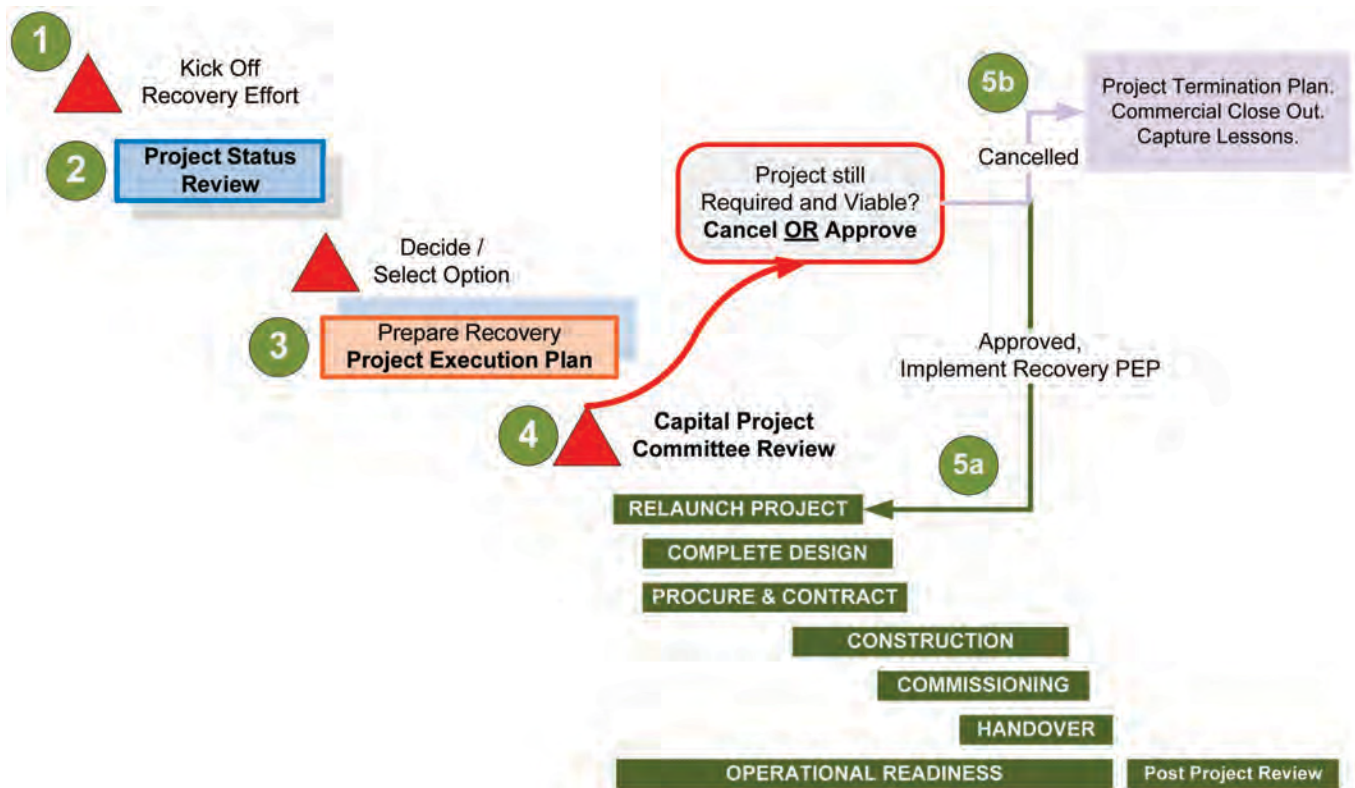 1
Kick Off
Recovery Effort
2
Project Status
Review
Decide /
Select Option
3
Prepare Recovery
Project Execution Plan
4
Capital Project
Committee Review
Project still
Required and Viable?
Cancel OR Approve
5b
Cancelled
Project Termination Plan.
Commercial Close Out.
Capture Lessons.
Approved,
Implement Recovery PEP
5a
RELAUNCH PROJECT
COMPLETE DESIGN
PROCURE & CONTRACT
CONSTRUCTION
COMMISSIONING
HANDOVER
OPERATIONAL READINESS
Post Project Review